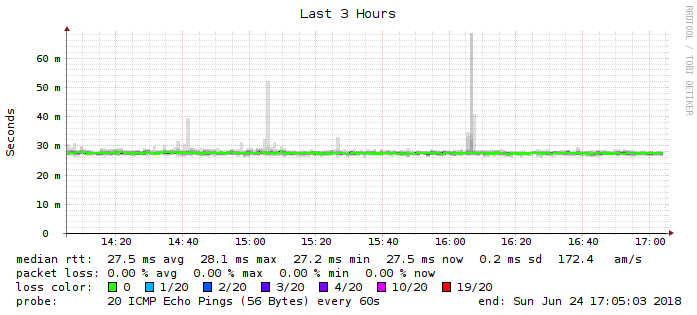 Last 3 Hours
RRDTOOL / TOBI OETIKER
Seconds
60 m
50 m
40 m
30 m
20 m
10 m
0
14:20 14:40 15:00 15:20 15:40 16:00 16:20 16:40 17:00
median rtt: 27.5 ms avg 28.1 ms max 27.2 ms min 27.5 ms now 0.2 ms sd 172.4 am/s
packet loss: 0.00 % avg 0.00 % max 0.00 % min 0.00 % now
loss color: 0 1/20 2/20 3/20 4/20 10/20 19/20
probe: 20 ICMP Echo Pings (56 Bytes) every 60s end: Sun Jun 24 17:05:03 2018